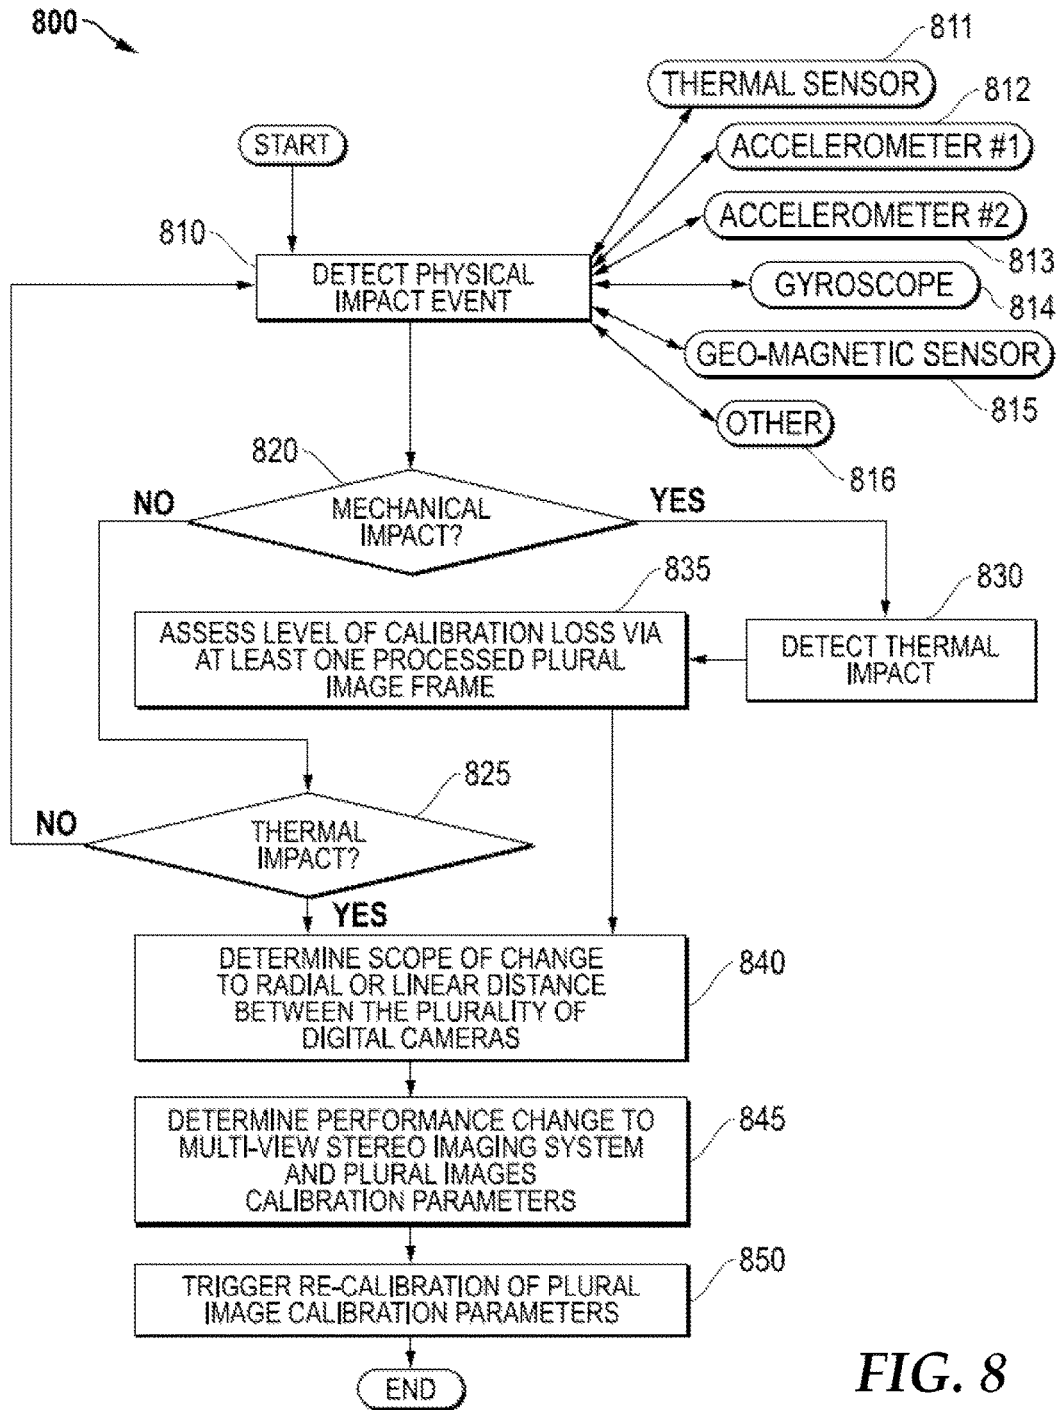 800
811
THERMAL SENSOR
812
START
ACCELEROMETER #1
ACCELEROMETER #2
813
810
DETECT PHYSICAL
IMPACT EVENT
GYROSCOPE
814
GEO-MAGNETIC SENSOR
815
OTHER
816
820
NO
MECHANICAL
IMPACT?
YES
835
830
ASSESS LEVEL OF CALIBRATION LOSS VIA
AT LEAST ONE PROCESSED PLURAL
IMAGE FRAME
DETECT THERMAL
IMPACT
825
NO
THERMAL
IMPACT?
YES
DETERMINE SCOPE OF CHANGE
TO RADIAL OR LINEAR DISTANCE
BETWEEN THE PLURALITY OF
DIGITAL CAMERAS
840
DETERMINE PERFORMANCE CHANGE TO
MULTI-VIEW STEREO IMAGING SYSTEM
AND PLURAL IMAGES
CALIBRATION PARAMETERS
845
TRIGGER RE-CALIBRATION OF PLURAL
IMAGE CALIBRATION PARAMETERS
850
END
FIG. 8